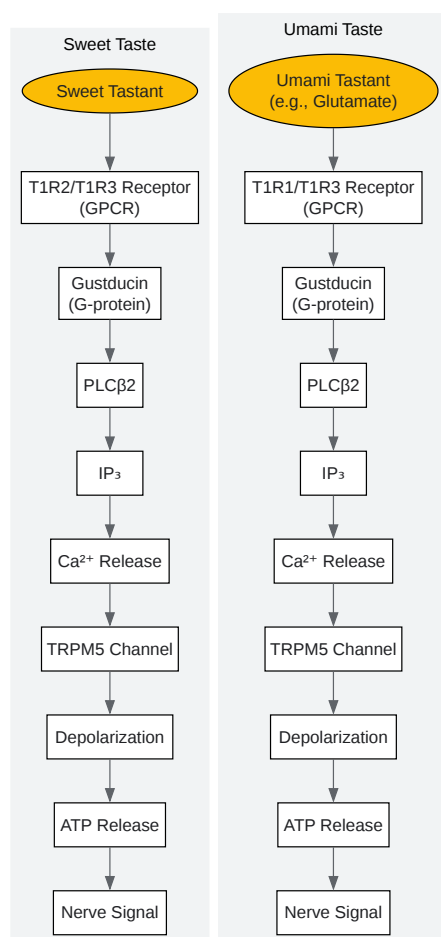 Sweet Taste
Sweet Tastant
T1R2/T1R3 Receptor
(GPCR)
Gustducin
(G-protein)
PLCβ2
IP₃
Ca²⁺ Release
TRPM5 Channel
Depolarization
ATP Release
Nerve Signal
Umami Taste
Umami Tastant
(e.g., Glutamate)
T1R1/T1R3 Receptor
(GPCR)
Gustducin
(G-protein)
PLCβ2
IP₃
Ca²⁺ Release
TRPM5 Channel
Depolarization
ATP Release
Nerve Signal